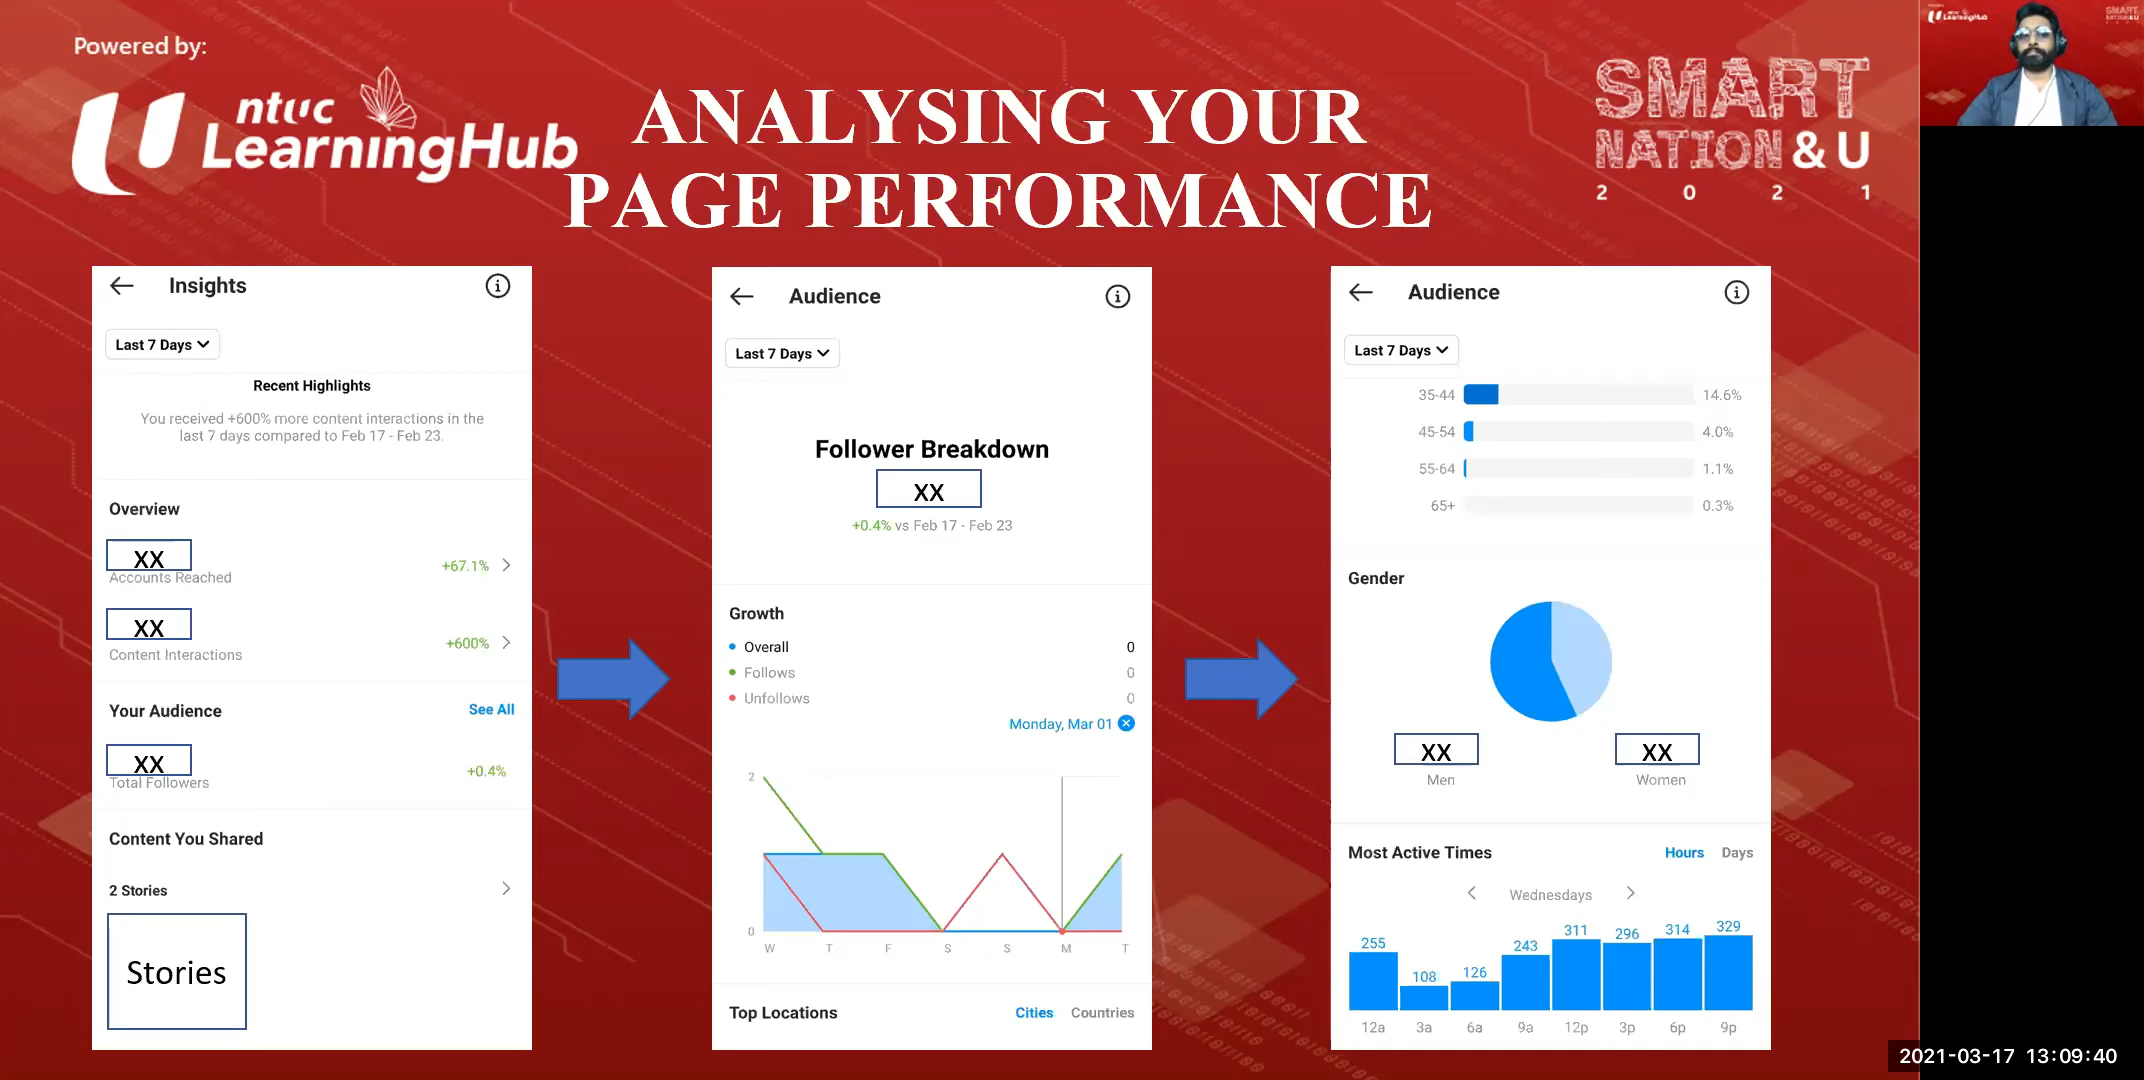 Powered by:
ntuc
LearningHub
ANALYSING YOUR
PAGE PERFORMANCE
SMART
NATION & U
2 0 2 1
Insights
Last 7 Days
Recent Highlights
You received +600% more content interactions in the
last 7 days compared to Feb 17 - Feb 23.
Overview
XX
Accounts Reached
+67.1%
XX
Content Interactions
+600%
Your Audience
See All
XX
Total Followers
+0.4%
Content You Shared
2 Stories
Stories
Audience
Last 7 Days
Follower Breakdown
XX
+0.4% vs Feb 17 - Feb 23
Growth
Overall 0
Follows 0
Unfollows 0
Monday, Mar 01
2
0
W T F S S M T
Top Locations
Cities Countries
Audience
Last 7 Days
35-44 14.6%
45-54 4.0%
55-64 1.1%
65+ 0.3%
Gender
XX XX
Men Women
Most Active Times
Hours Days
Wednesdays
255 108 126 243 311 296 314 329
12a 3a 6a 9a 12p 3p 6p 9p
ntuc
LearningHub
SMART
NATION & U
2021-03-17 13:09:40